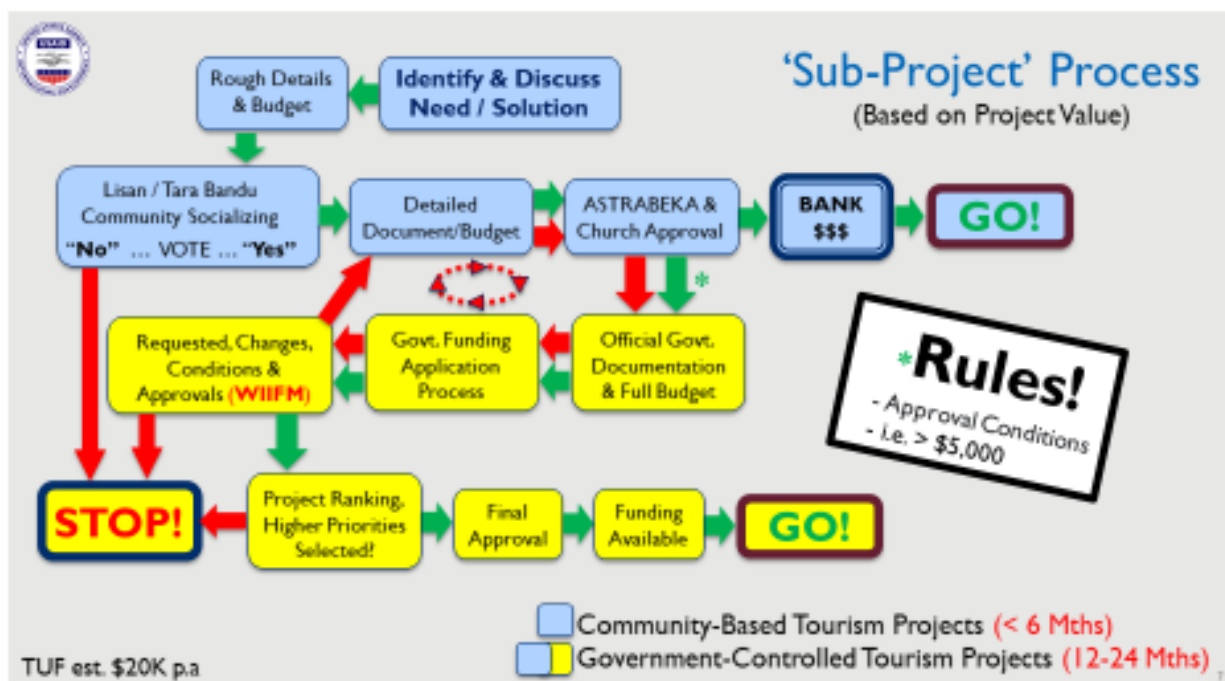 'Sub-Project' Process
(Based on Project Value)
USAID
Rough Details
& Budget
Identify & Discuss
Need / Solution
Lisan / Tara Bandu
Community Socializing
"No" ... VOTE ... "Yes"
Detailed
Document/Budget
ASTRABEKA &
Church Approval
BANK
$$$
GO!
*
Requested, Changes,
Conditions &
Approvals (WIIFM)
Govt. Funding
Application
Process
Official Govt.
Documentation
& Full Budget
*Rules!
- Approval Conditions
- i.e. > $5,000
STOP!
Project Ranking,
Higher Priorities
Selected?
Final
Approval
Funding
Available
GO!
Community-Based Tourism Projects (< 6 Mths)
Government-Controlled Tourism Projects (12-24 Mths)
TUF est. $20K p.a